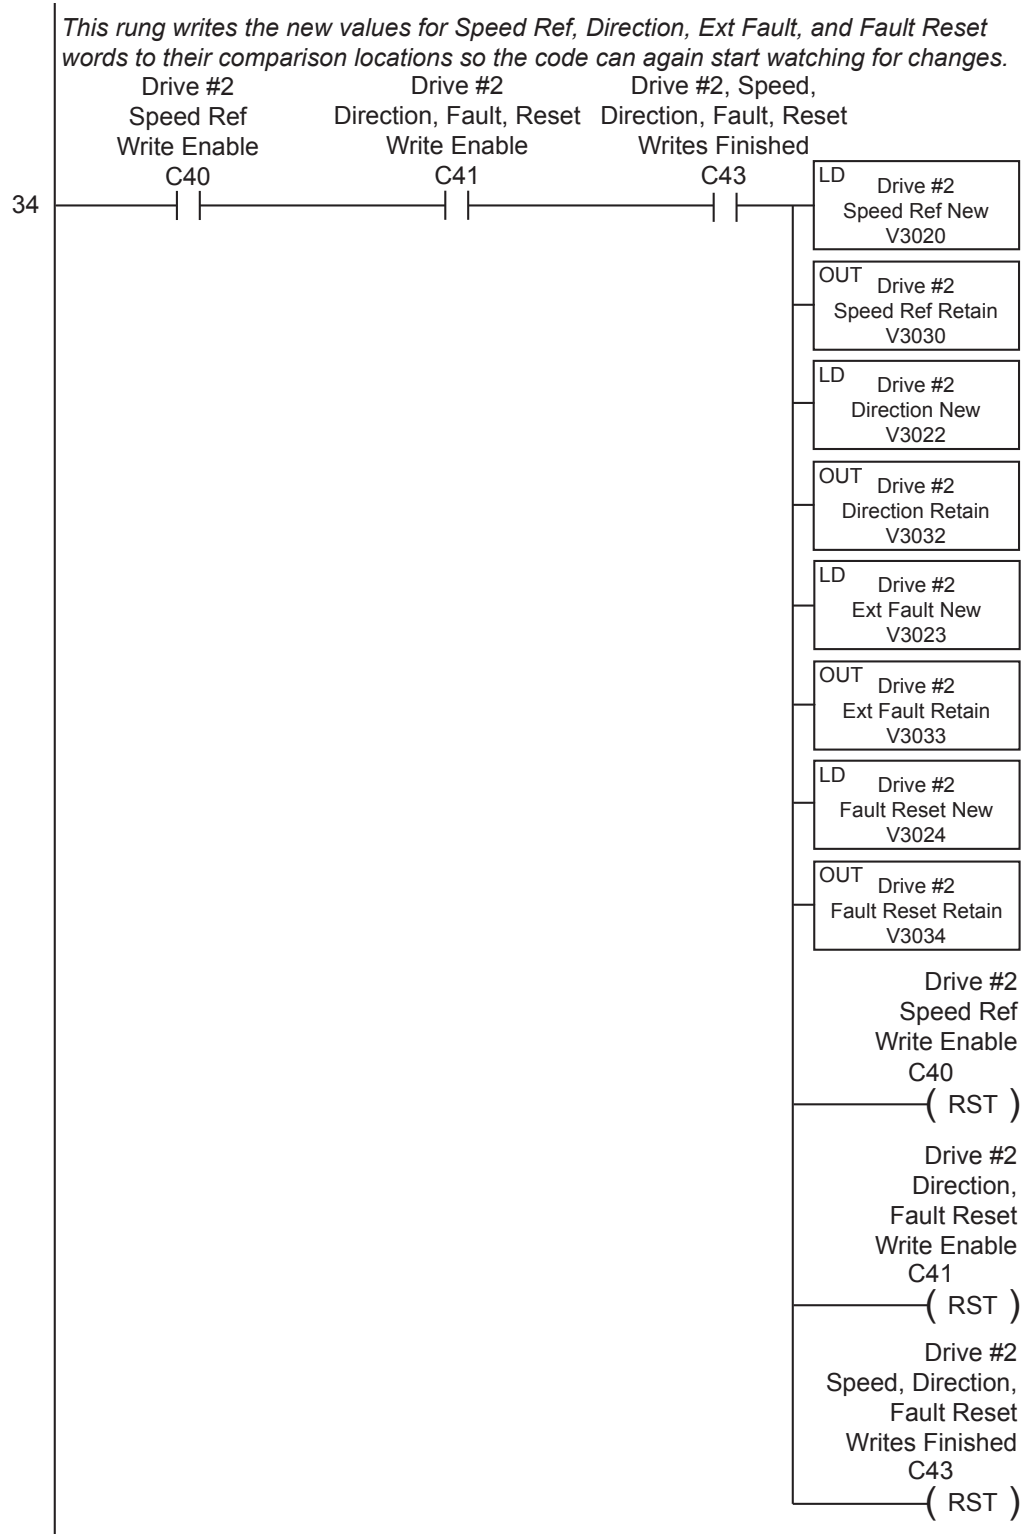 This rung writes the new values for Speed Ref, Direction, Ext Fault, and Fault Reset
words to their comparison locations so the code can again start watching for changes.
Drive #2
Speed Ref
Write Enable
C40
Drive #2
Direction, Fault, Reset
Write Enable
C41
Drive #2, Speed,
Direction, Fault, Reset
Writes Finished
C43
34
LD
Drive #2
Speed Ref New
V3020
OUT
Drive #2
Speed Ref Retain
V3030
LD
Drive #2
Direction New
V3022
OUT
Drive #2
Direction Retain
V3032
LD
Drive #2
Ext Fault New
V3023
OUT
Drive #2
Ext Fault Retain
V3033
LD
Drive #2
Fault Reset New
V3024
OUT
Drive #2
Fault Reset Retain
V3034
Drive #2
Speed Ref
Write Enable
C40
( RST )
Drive #2
Direction,
Fault Reset
Write Enable
C41
( RST )
Drive #2
Speed, Direction,
Fault Reset
Writes Finished
C43
( RST )